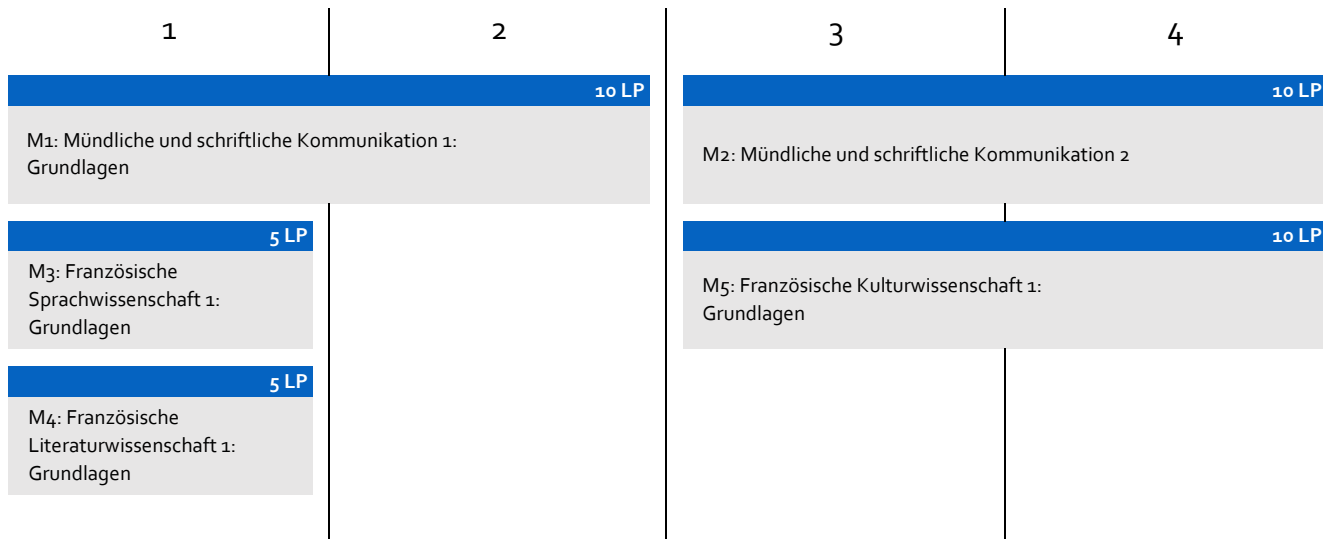 1
2
3
4
10 LP
M1: Mündliche und schriftliche Kommunikation 1:
Grundlagen
10 LP
M2: Mündliche und schriftliche Kommunikation 2
5 LP
M3: Französische
Sprachwissenschaft 1:
Grundlagen
10 LP
M5: Französische Kulturwissenschaft 1:
Grundlagen
5 LP
M4: Französische
Literaturwissenschaft 1:
Grundlagen